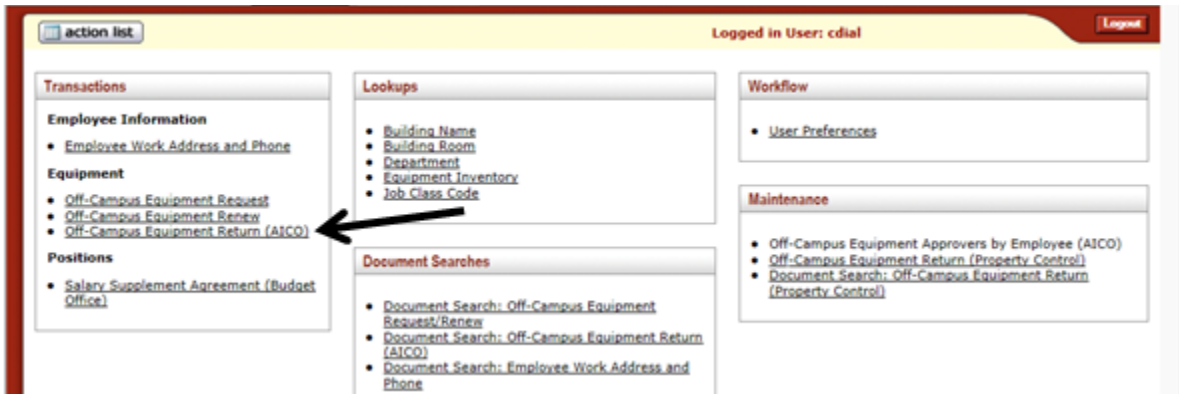 action list
Logged in User: cdial
Logout
Transactions
Employee Information
Employee Work Address and Phone
Equipment
Off-Campus Equipment Request
Off-Campus Equipment Renew
Off-Campus Equipment Return (AICO)
Positions
Salary Supplement Agreement (Budget
Office)
Lookups
Building Name
Building Room
Department
Equipment Inventory
Job Class Code
Document Searches
Document Search: Off-Campus Equipment
Request/Renew
Document Search: Off-Campus Equipment Return
(AICO)
Document Search: Employee Work Address and
Phone
Workflow
User Preferences
Maintenance
Off-Campus Equipment Approvers by Employee (AICO)
Off-Campus Equipment Return (Property Control)
Document Search: Off-Campus Equipment Return
(Property Control)